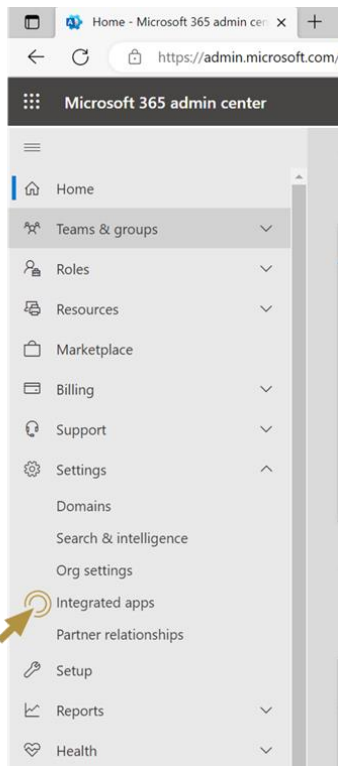 Home - Microsoft 365 admin cen
https://admin.microsoft.com/
Microsoft 365 admin center
Home
Teams & groups
Roles
Resources
Marketplace
Billing
Support
Settings
Domains
Search & intelligence
Org settings
Integrated apps
Partner relationships
Setup
Reports
Health